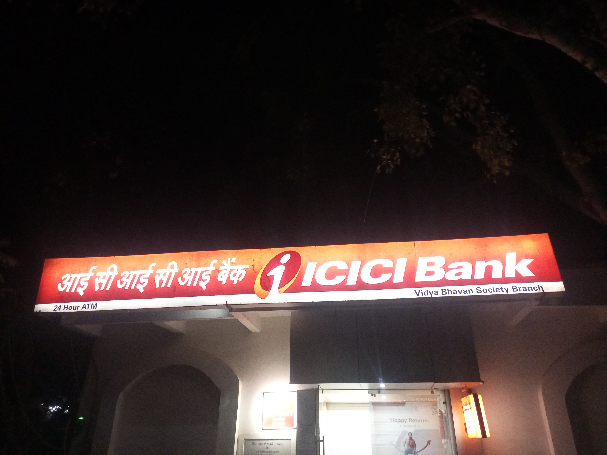 आई सी आई सी आई बैंक i ICICI Bank
24 Hour ATM
Vidya Bhavan Society Branch
Happy Returns